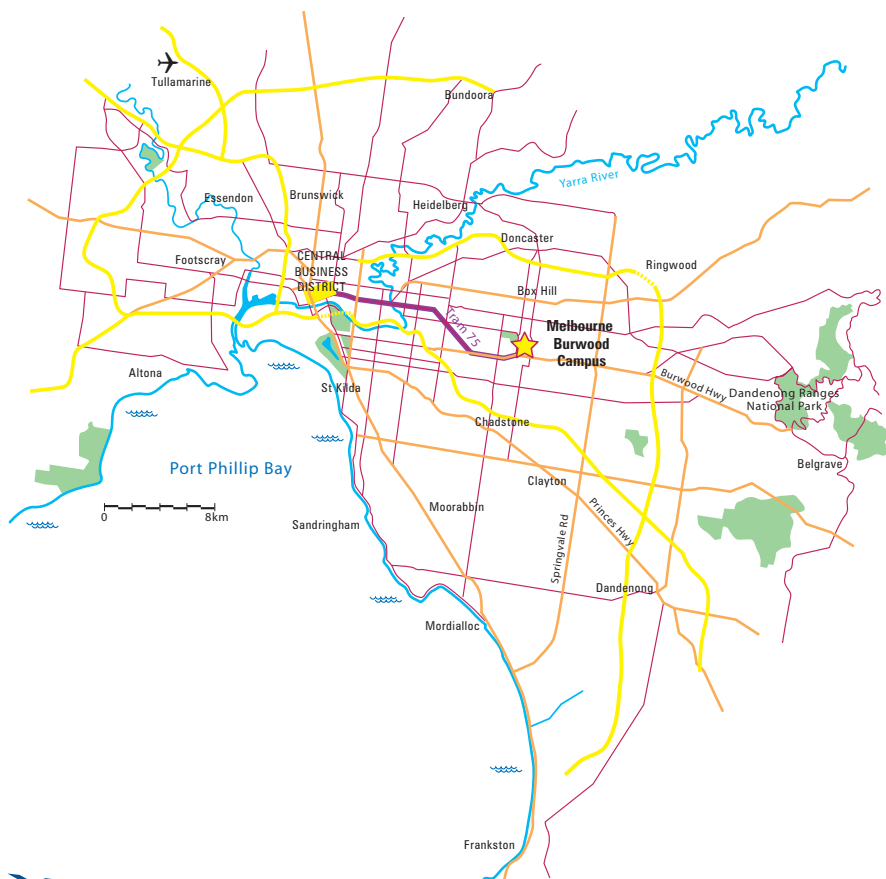 Tullamarine
Bundoora
Yarra River
Essendon
Brunswick
Heidelberg
Doncaster
Footscray
CENTRAL
BUSINESS
DISTRICT
Ringwood
Box Hill
Tram 75
Melbourne
Burwood
Campus
Altona
St Kilda
Burwood Hwy
Dandenong Ranges
National Park
Chadstone
Port Phillip Bay
Belgrave
Clayton
0 8km
Moorabbin
Sandringham
Princes Hwy
Springvale Rd
Dandenong
Mordialloc
Frankston